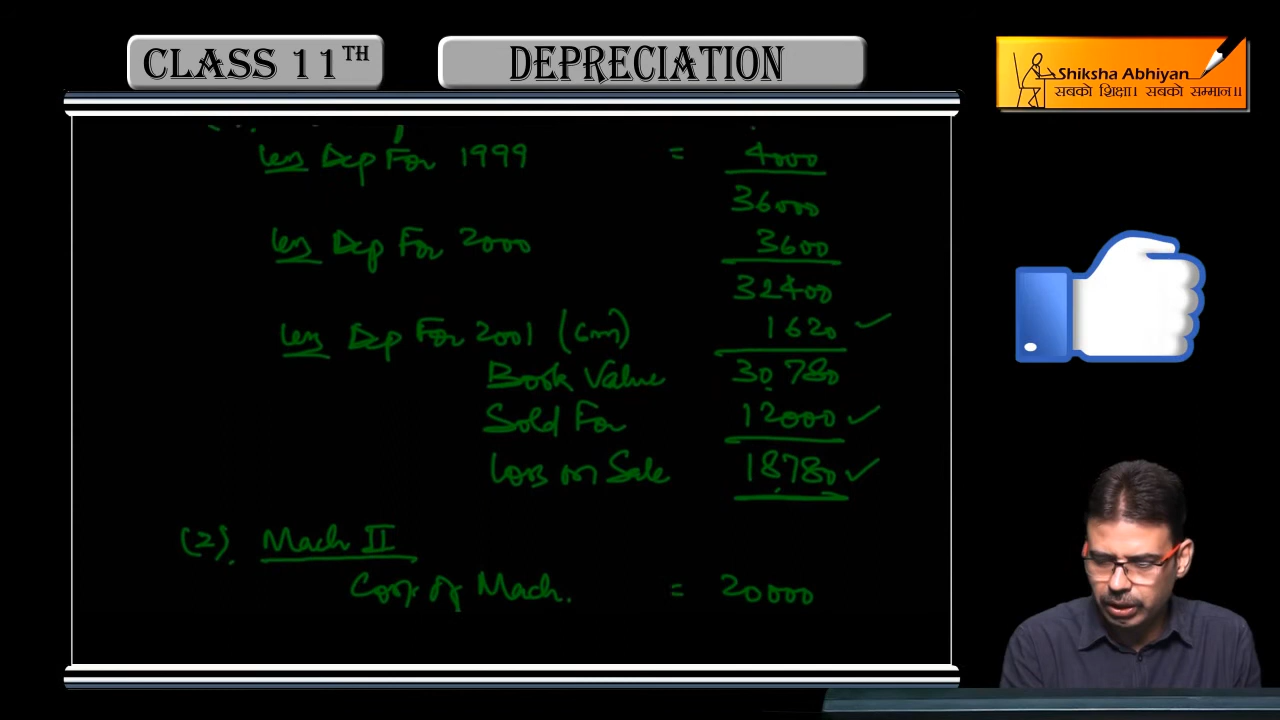 CLASS 11TH
DEPRECIATION
Shiksha Abhiyan
सबको शिक्षा। सबको सम्मान।।
Less Dep For 1999 = 4000
36000
Less Dep For 2000 3600
32400
Less Dep For 2001 (6m) 1620 ✓
Book Value 30780
Sold For 12000 ✓
Loss on Sale 18780 ✓
(2). Mach II
Cost of Mach. = 20000